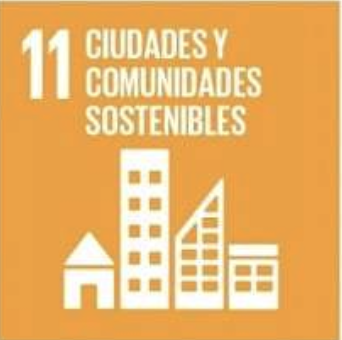 11 CIUDADES Y
COMUNIDADES
SOSTENIBLES